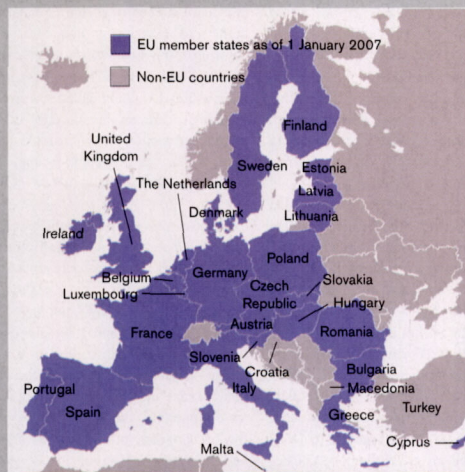 EU member states as of 1 January 2007
Non-EU countries
Finland
United
Kingdom
Sweden
Estonia
The Netherlands
Latvia
Denmark
Lithuania
Ireland
Poland
Belgium
Germany
Slovakia
Luxembourg
Czech
Republic
Hungary
France
Austria
Romania
Slovenia
Croatia
Bulgaria
Portugal
Italy
Macedonia
Spain
Greece
Turkey
Cyprus
Malta